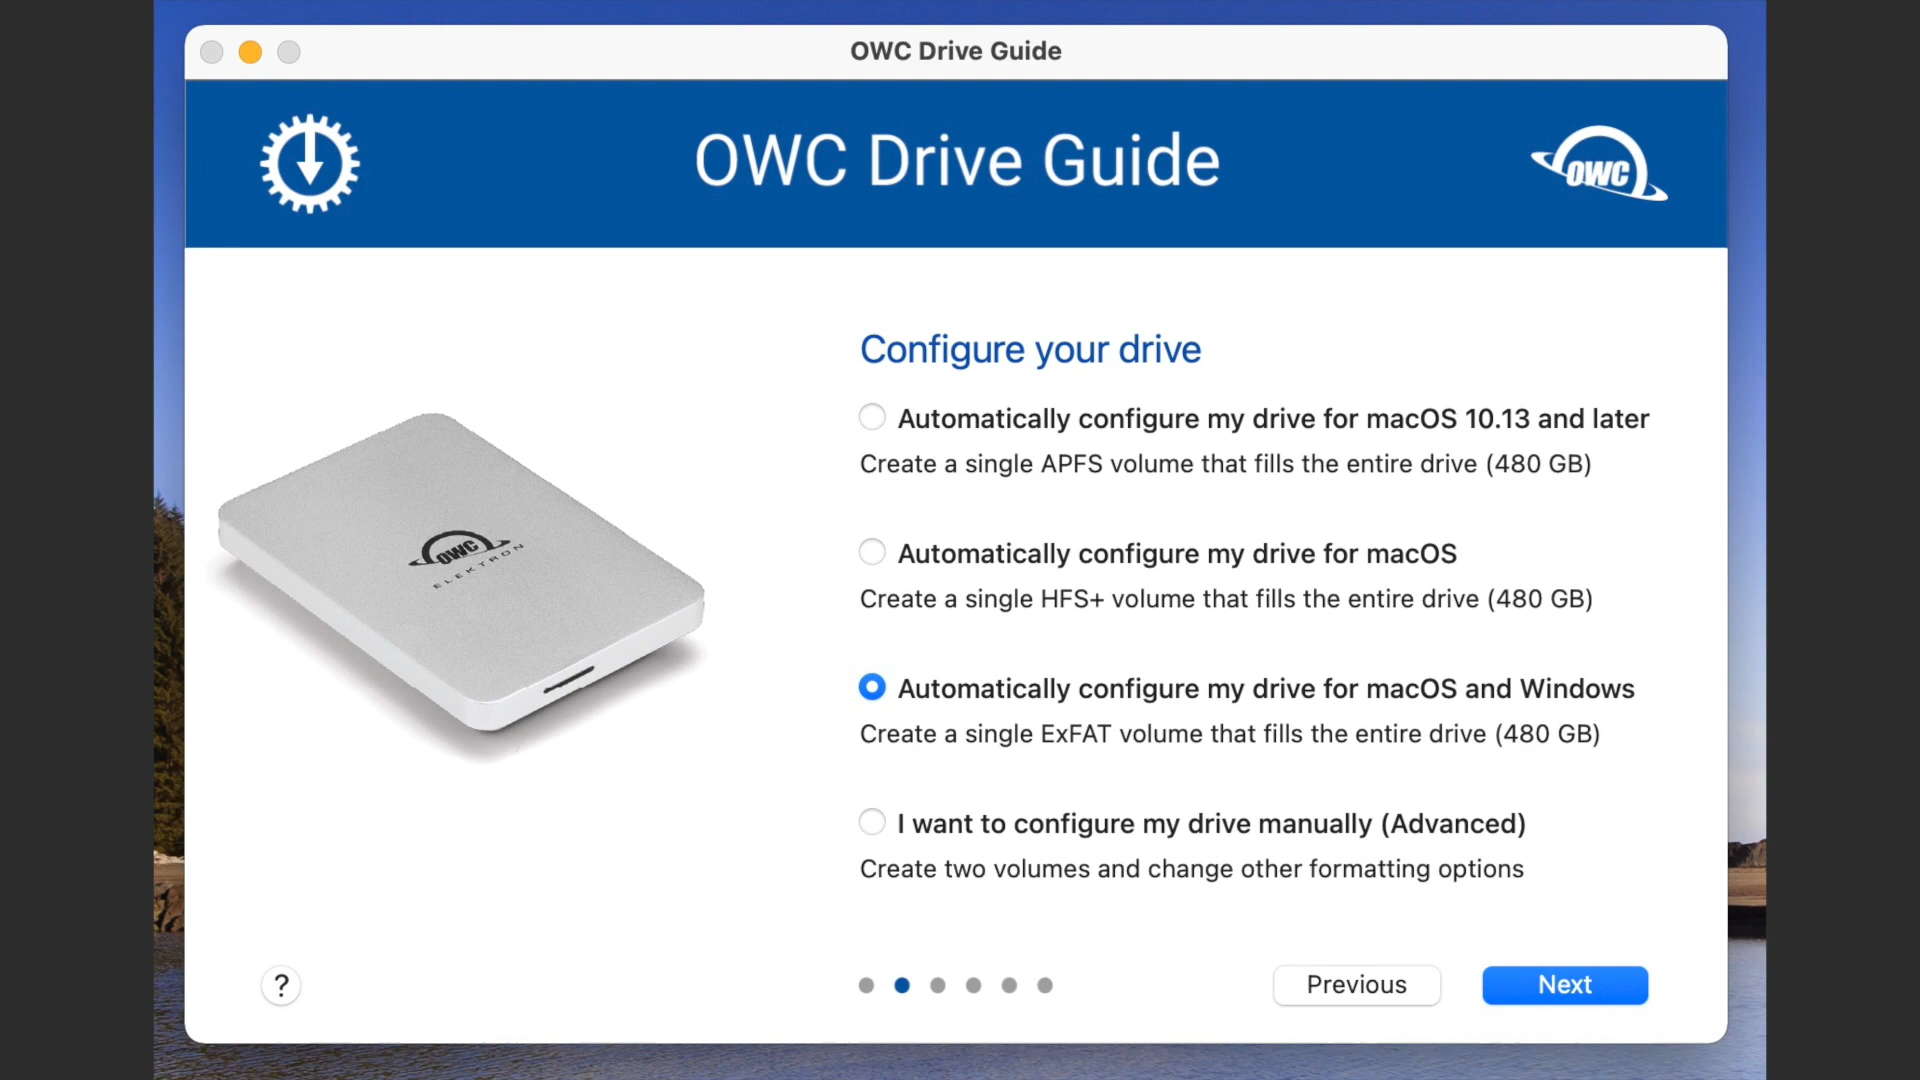 OWC Drive Guide
OWC Drive Guide
OWC
Configure your drive
Automatically configure my drive for macOS 10.13 and later
Create a single APFS volume that fills the entire drive (480 GB)
Automatically configure my drive for macOS
Create a single HFS+ volume that fills the entire drive (480 GB)
OWC
ELEKTRON
Automatically configure my drive for macOS and Windows
Create a single ExFAT volume that fills the entire drive (480 GB)
I want to configure my drive manually (Advanced)
Create two volumes and change other formatting options
?
Previous
Next